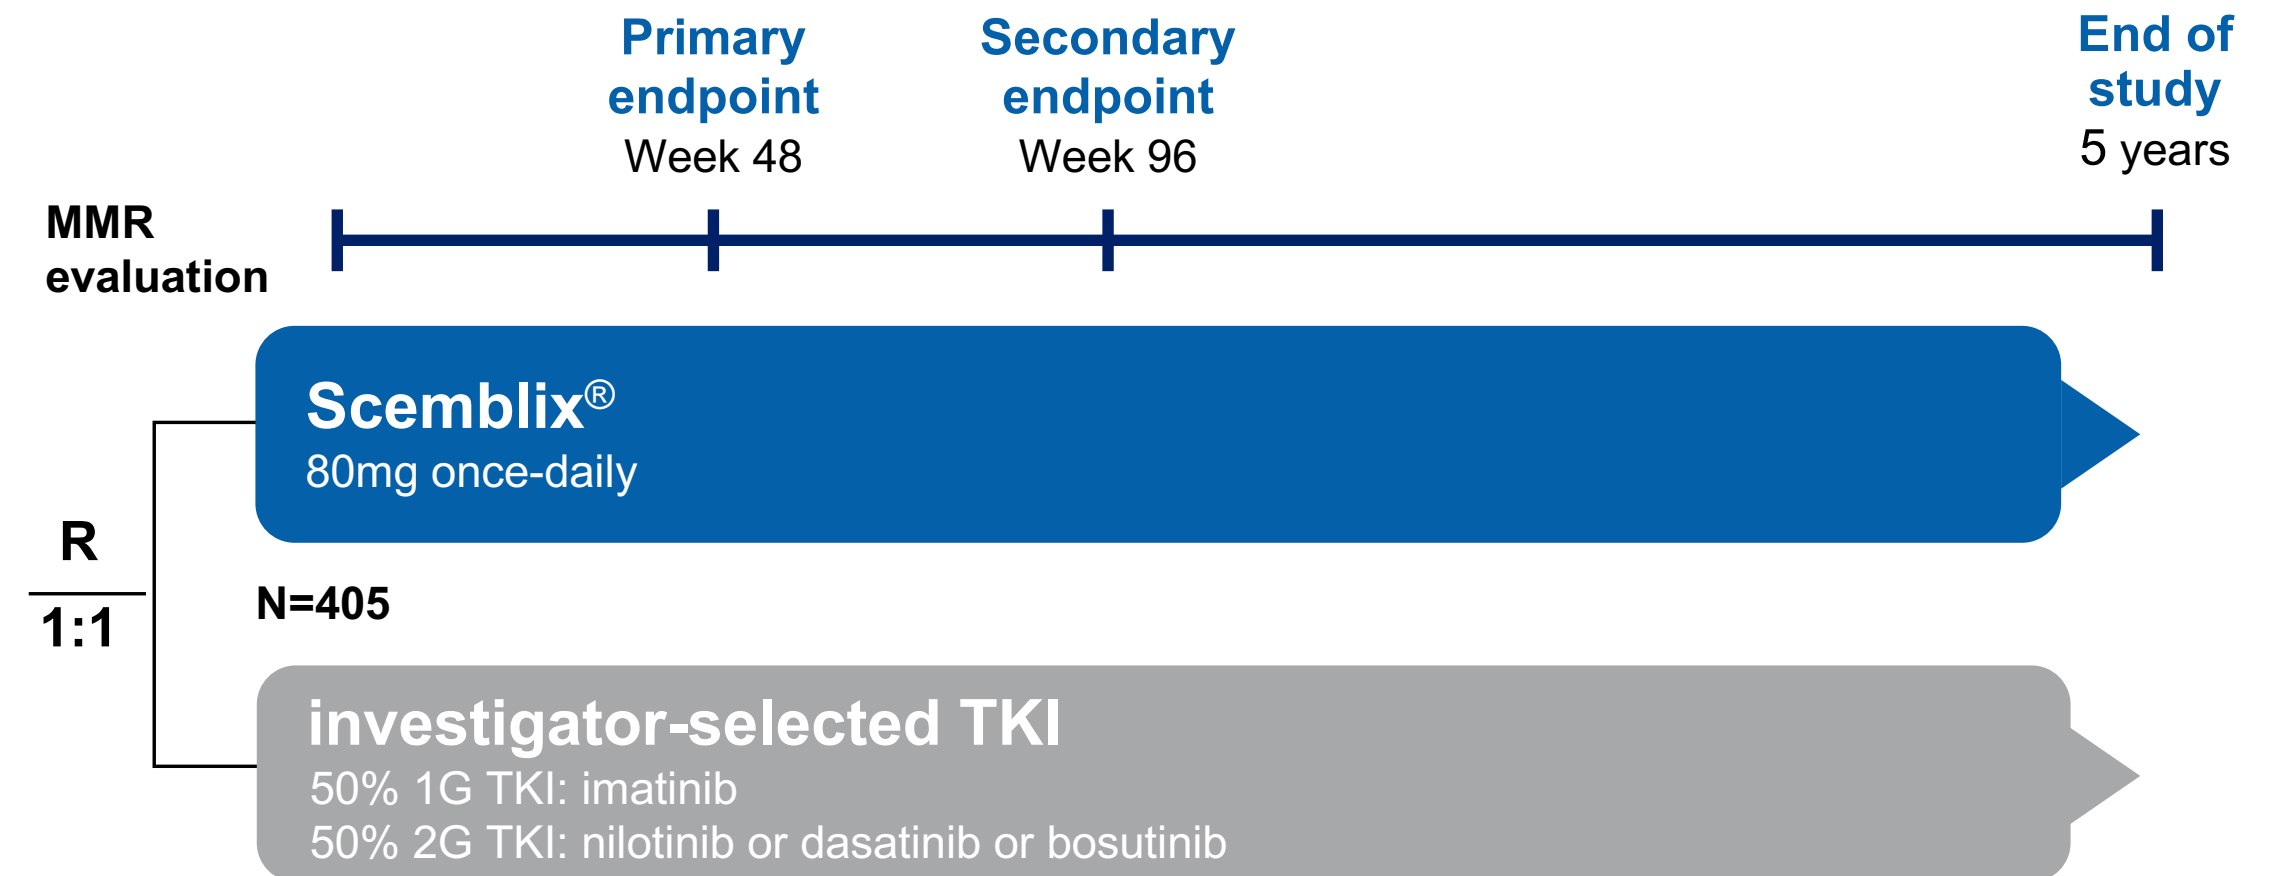 Primary
endpoint
Week 48
Secondary
endpoint
Week 96
End of
study
5 years
MMR
evaluation
Scemblix®
80mg once-daily
R
1:1
N=405
investigator-selected TKI
50% 1G TKI: imatinib
50% 2G TKI: nilotinib or dasatinib or bosutinib